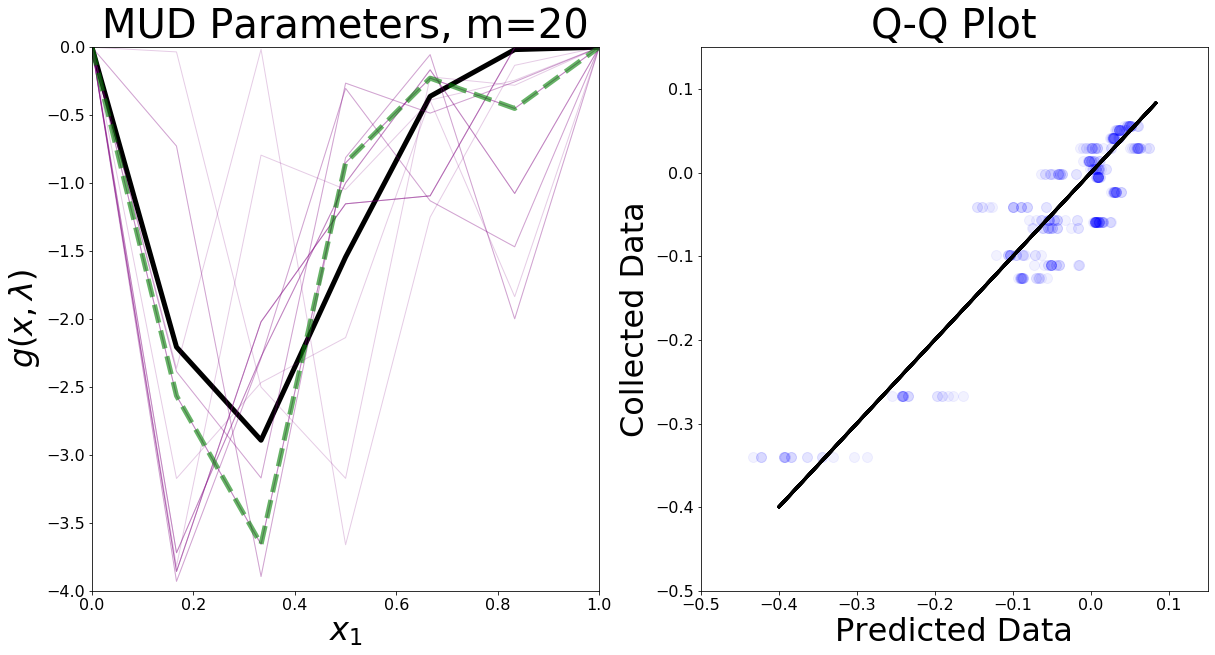 MUD Parameters, m=20
g(x, λ)
0.0
−0.5
−1.0
−1.5
−2.0
−2.5
−3.0
−3.5
−4.0
0.0 0.2 0.4 0.6 0.8 1.0
x₁
Q-Q Plot
Collected Data
0.1
0.0
−0.1
−0.2
−0.3
−0.4
−0.5
−0.5 −0.4 −0.3 −0.2 −0.1 0.0 0.1
Predicted Data